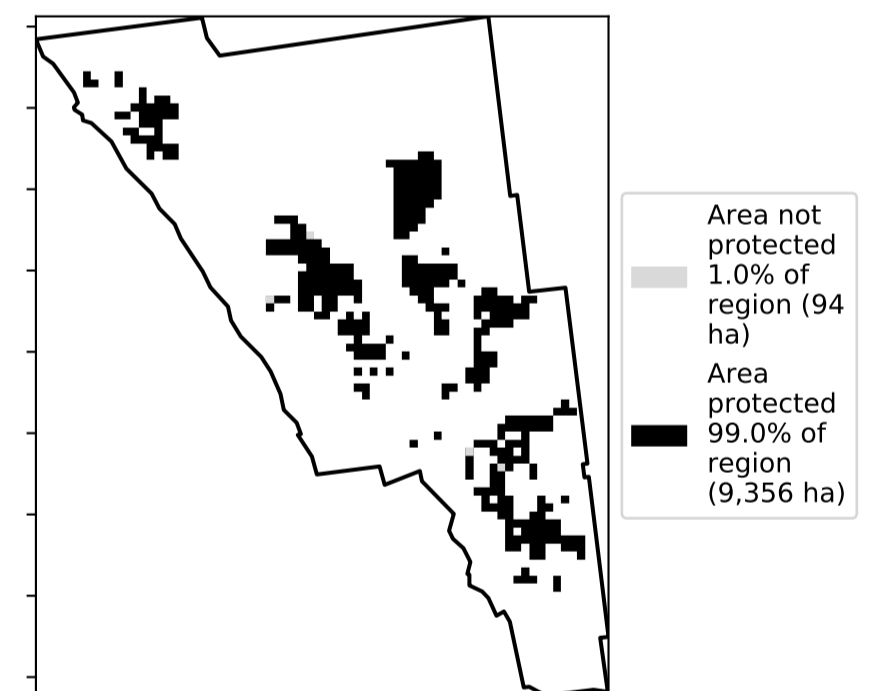 Area not
protected
1.0% of
region (94
ha)
Area
protected
99.0% of
region
(9,356 ha)